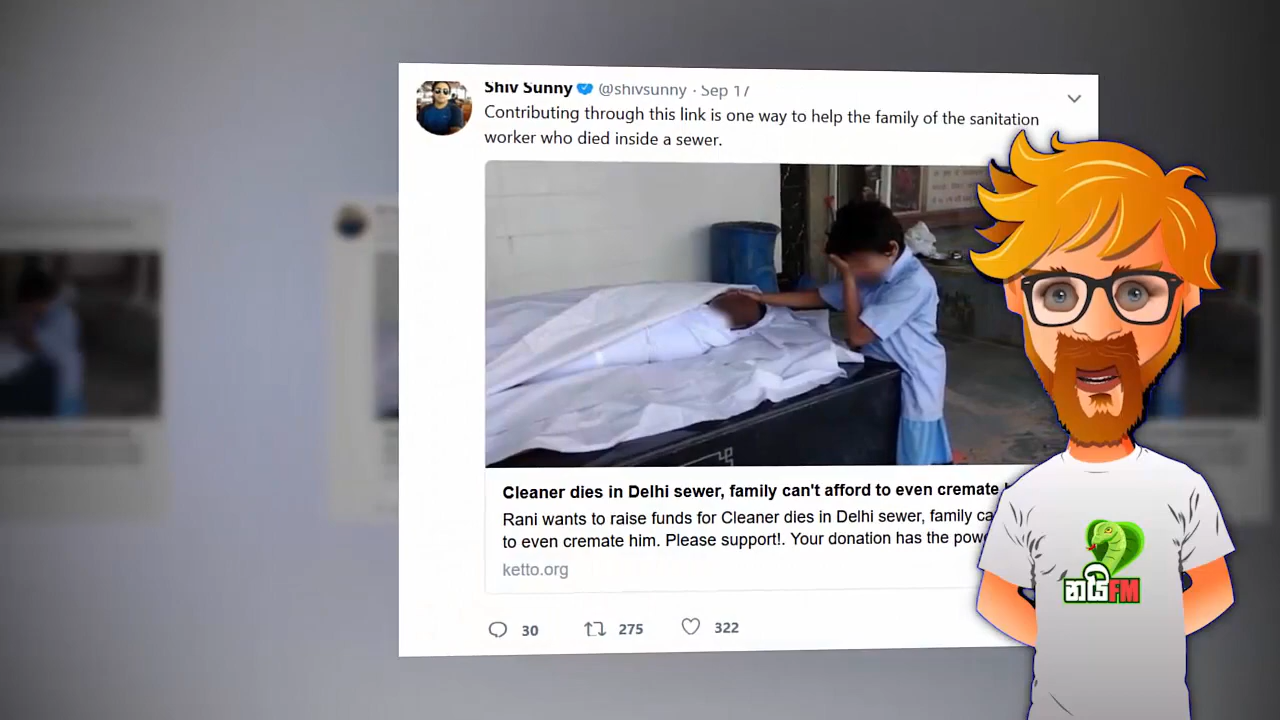 Shiv Sunny @shivsunny · Sep 17
Contributing through this link is one way to help the family of the sanitation
worker who died inside a sewer.
Cleaner dies in Delhi sewer, family can't afford to even cremate
Rani wants to raise funds for Cleaner dies in Delhi sewer, family
to even cremate him. Please support!. Your donation has the
ketto.org
30 275 322
නයිFM